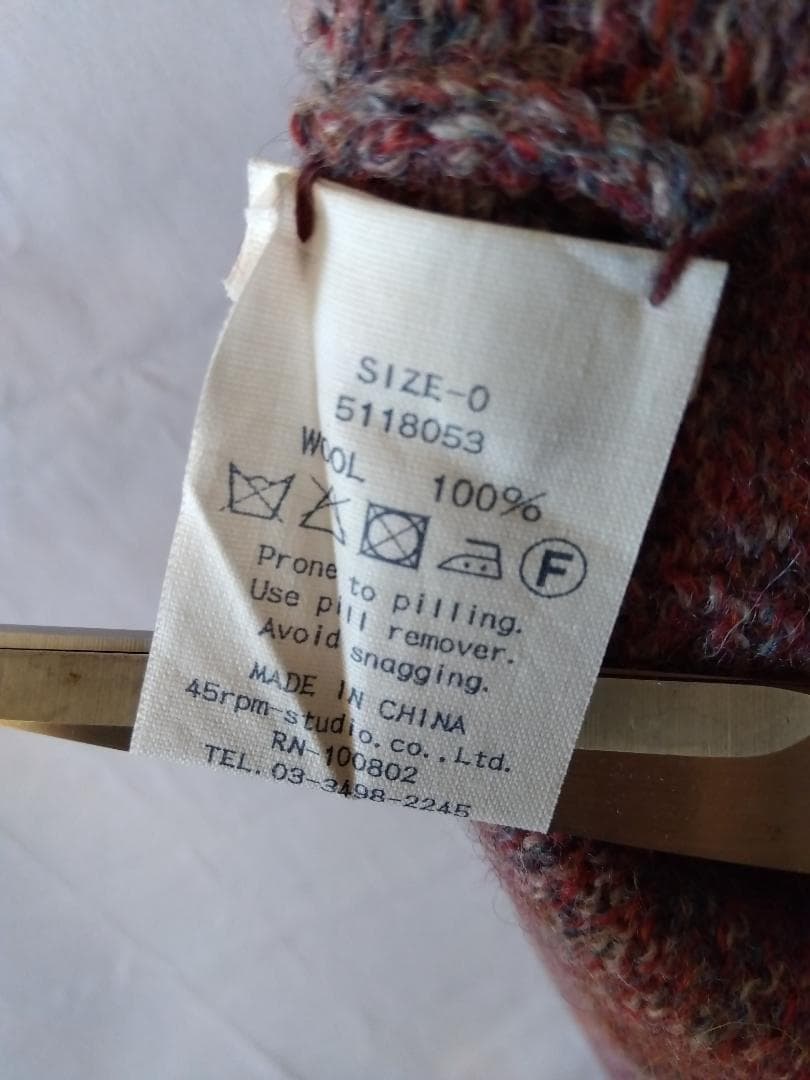 SIZE-0
5118053
WOOL 100%
F
Prone to pilling.
Use pill remover.
Avoid snagging.
MADE IN CHINA
45rpm-studio.co.,Ltd.
RN-100802
TEL.03-3498-2245